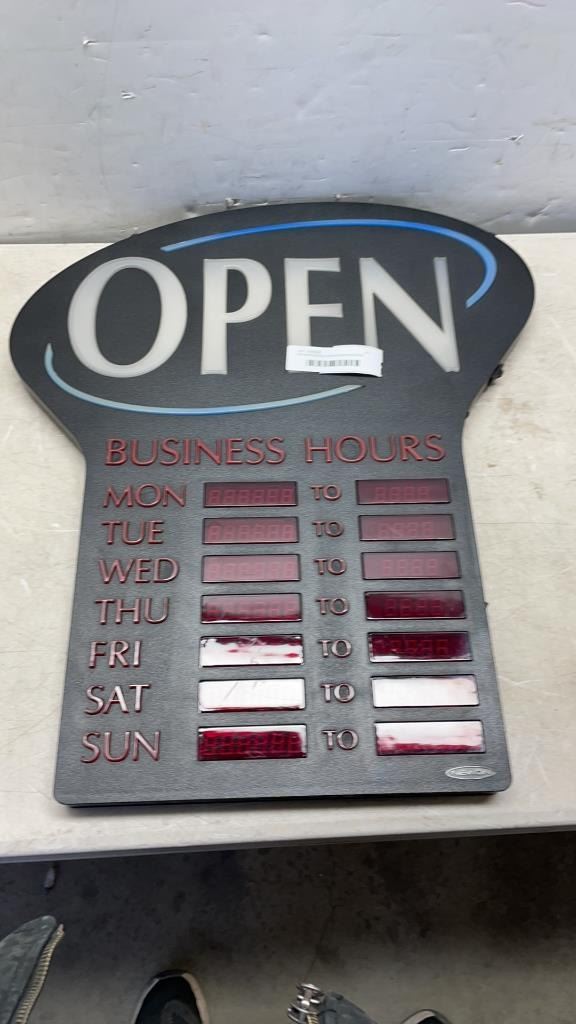 OPEN
BUSINESS HOURS
MON TO
TUE TO
WED TO
THU TO
FRI TO
SAT TO
SUN TO